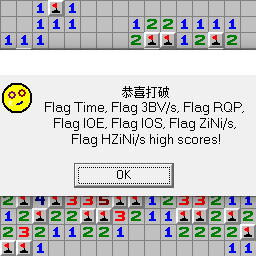 恭喜打破
Flag Time, Flag 3BV/s, Flag RQP,
Flag IOE, Flag IOS, Flag ZiNi/s,
Flag HZiNi/s high scores!
OK